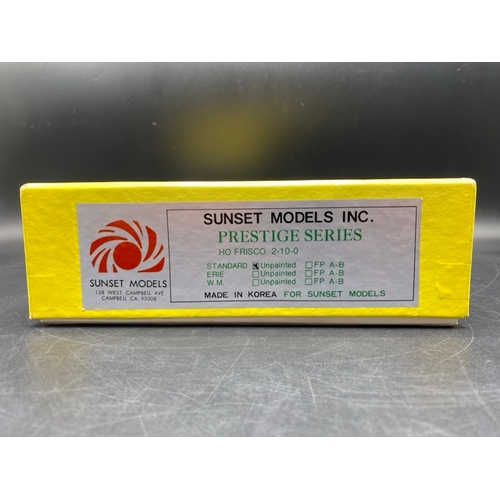 SUNSET MODELS INC.
PRESTIGE SERIES
HO FRISCO 2-10-0
STANDARD Unpainted FP A-B
ERIE Unpainted FP A-B
W.M. Unpainted FP A-B
MADE IN KOREA FOR SUNSET MODELS
SUNSET MODELS
138 WEST CAMPBELL AVE
CAMPBELL CA. 95008